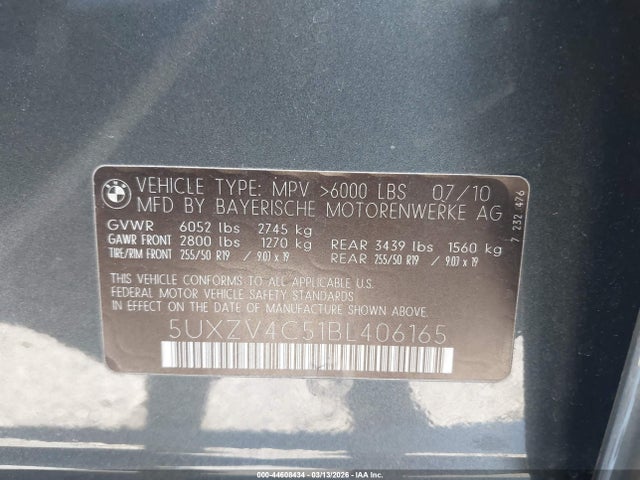 BMW
VEHICLE TYPE: MPV >6000 LBS 07/10
MFD BY BAYERISCHE MOTORENWERKE AG
GVWR 6052 lbs 2745 kg
GAWR FRONT 2800 lbs 1270 kg REAR 3439 lbs 1560 kg
TIRE/RIM FRONT 255/50 R19 / 9.0J x 19 REAR 255/50 R19 / 9.0J x 19
THIS VEHICLE CONFORMS TO ALL APPLICABLE U.S.
FEDERAL MOTOR VEHICLE SAFETY STANDARDS
IN EFFECT ON THE DATE OF MANUFACTURE SHOWN ABOVE.
5UXZV4C51BL406165
7 232 476
000-44608434 - 03/13/2026 - IAA Inc.